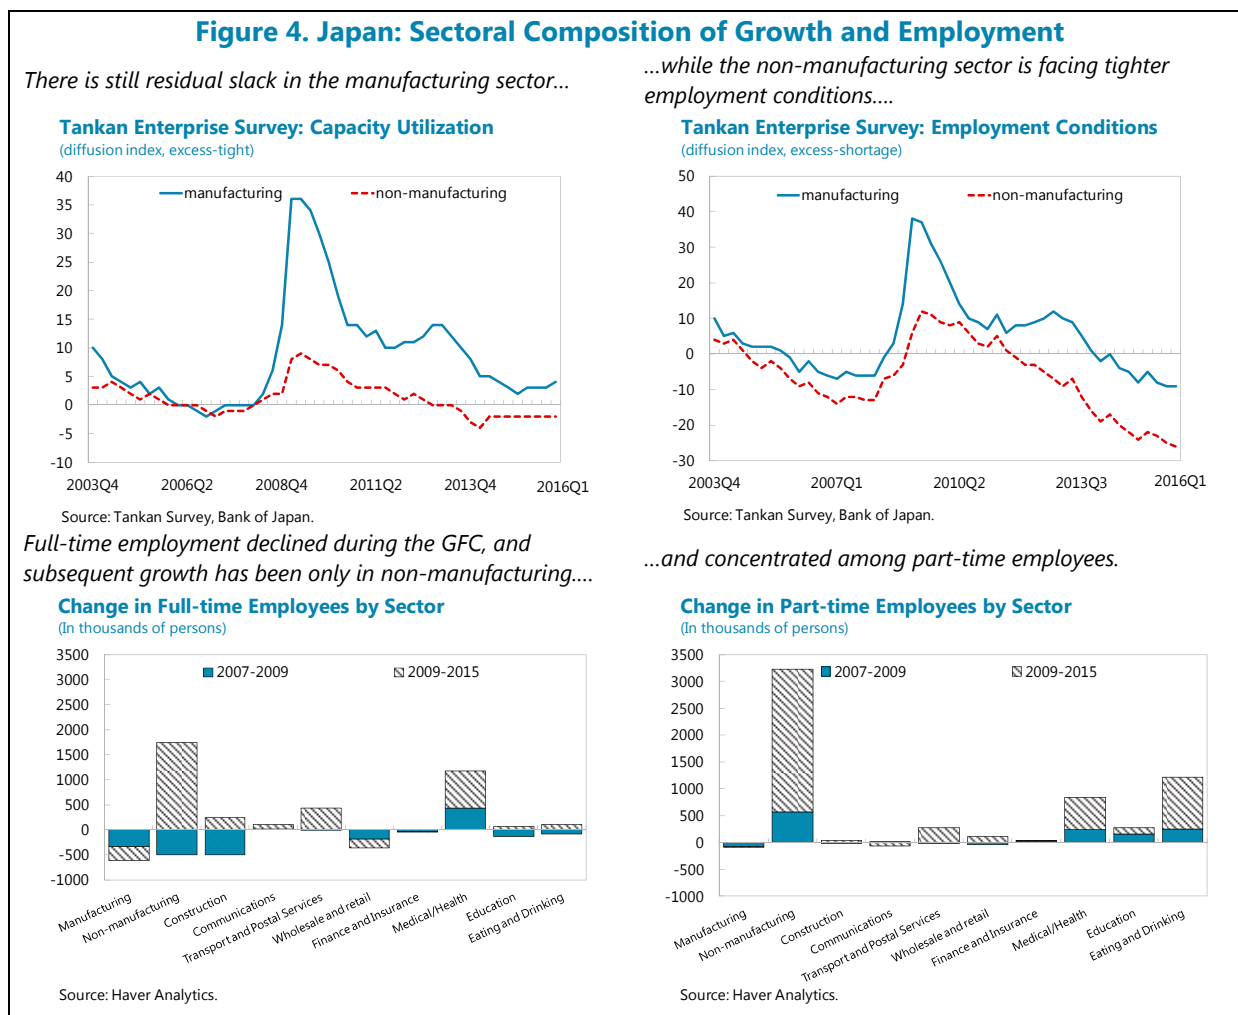 Figure 4. Japan: Sectoral Composition of Growth and Employment
There is still residual slack in the manufacturing sector…
Tankan Enterprise Survey: Capacity Utilization
(diffusion index, excess-tight)
40
35
30
25
20
15
10
5
0
-5
-10
manufacturing
non-manufacturing
2003Q4
2006Q2
2008Q4
2011Q2
2013Q4
2016Q1
Source: Tankan Survey, Bank of Japan.
…while the non-manufacturing sector is facing tighter
employment conditions….
Tankan Enterprise Survey: Employment Conditions
(diffusion index, excess-shortage)
50
40
30
20
10
0
-10
-20
-30
manufacturing
non-manufacturing
2003Q4
2007Q1
2010Q2
2013Q3
2016Q1
Source: Tankan Survey, Bank of Japan.
Full-time employment declined during the GFC, and
subsequent growth has been only in non-manufacturing….
Change in Full-time Employees by Sector
(In thousands of persons)
3500
3000
2500
2000
1500
1000
500
0
-500
-1000
2007-2009
2009-2015
Manufacturing
Non-manufacturing
Construction
Communications
Transport and Postal Services
Wholesale and retail
Finance and Insurance
Medical/Health
Education
Eating and Drinking
Source: Haver Analytics.
…and concentrated among part-time employees.
Change in Part-time Employees by Sector
(In thousands of persons)
3500
3000
2500
2000
1500
1000
500
0
-500
-1000
2007-2009
2009-2015
Manufacturing
Non-manufacturing
Construction
Communications
Transport and Postal Services
Wholesale and retail
Finance and Insurance
Medical/Health
Education
Eating and Drinking
Source: Haver Analytics.